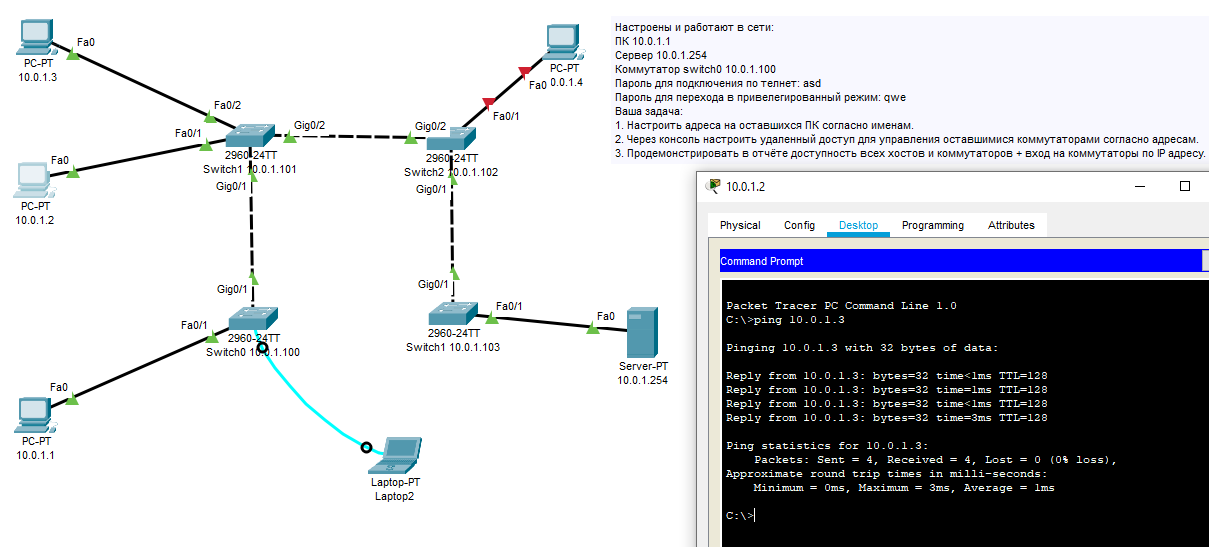 Fa0
PC-PT
10.0.1.3
Fa0/2
Fa0/1
2960-24TT
Switch1 10.0.1.101
Gig0/1
Gig0/2
Fa0
PC-PT
10.0.1.2
Gig0/2
2960-24TT
Switch2 10.0.1.102
Gig0/1
Fa0/1
Fa0
PC-PT
0.0.1.4
Gig0/1
Fa0/1
2960-24TT
Switch0 10.0.1.100
Fa0
PC-PT
10.0.1.1
Laptop-PT
Laptop2
Gig0/1
Fa0/1
2960-24TT
Switch1 10.0.1.103
Fa0
Server-PT
10.0.1.254
Настроены и работают в сети:
ПК 10.0.1.1
Сервер 10.0.1.254
Коммутатор switch0 10.0.1.100
Пароль для подключения по телнет: asd
Пароль для перехода в привелегированный режим: qwe
Ваша задача:
1. Настроить адреса на оставшихся ПК согласно именам.
2. Через консоль настроить удаленный доступ для управления оставшимися коммутаторами согласно адресам.
3. Продемонстрировать в отчёте доступность всех хостов и коммутаторов + вход на коммутаторы по IP адресу.
10.0.1.2
Physical Config Desktop Programming Attributes
Command Prompt
Packet Tracer PC Command Line 1.0
C:\>ping 10.0.1.3
Pinging 10.0.1.3 with 32 bytes of data:
Reply from 10.0.1.3: bytes=32 time<1ms TTL=128
Reply from 10.0.1.3: bytes=32 time=1ms TTL=128
Reply from 10.0.1.3: bytes=32 time<1ms TTL=128
Reply from 10.0.1.3: bytes=32 time=3ms TTL=128
Ping statistics for 10.0.1.3:
Packets: Sent = 4, Received = 4, Lost = 0 (0% loss),
Approximate round trip times in milli-seconds:
Minimum = 0ms, Maximum = 3ms, Average = 1ms
C:\>